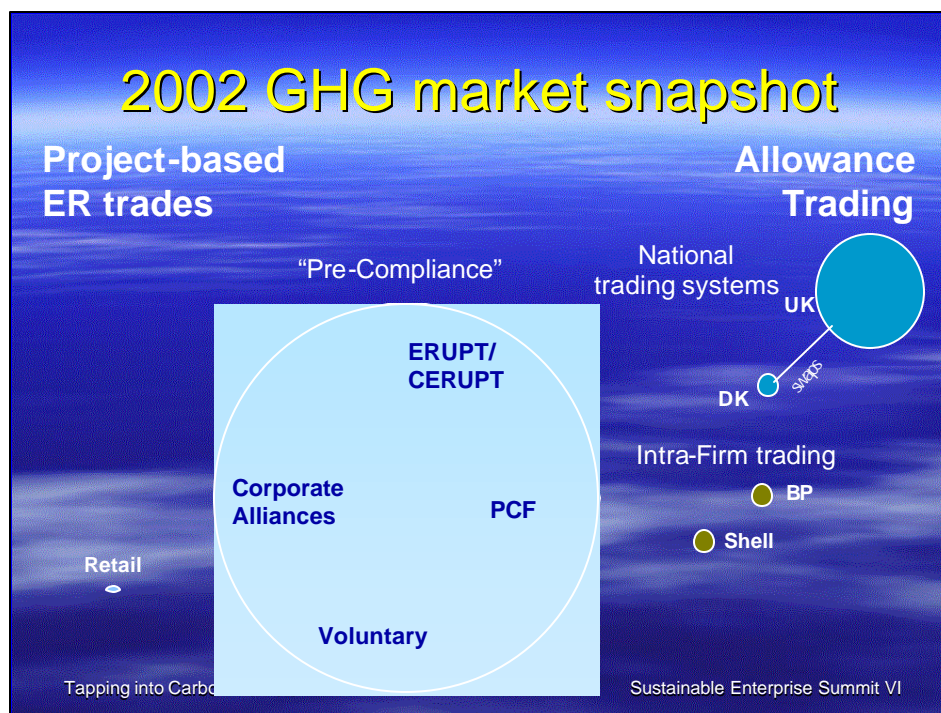 2002 GHG market snapshot
Project-based
ER trades
Allowance
Trading
“Pre-Compliance”
National
trading systems
UK
ERUPT/
CERUPT
swaps
DK
Intra-Firm trading
Corporate
Alliances
PCF
BP
Shell
Retail
Voluntary
Tapping into
Sustainable Enterprise Summit VI